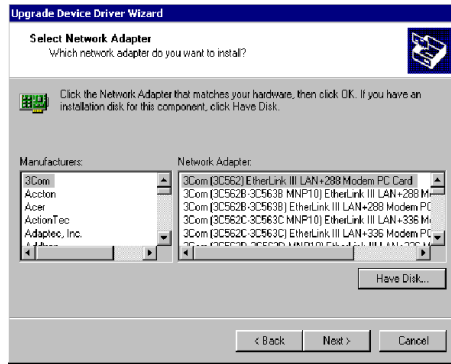 Upgrade Device Driver Wizard
Select Network Adapter
Which network adapter do you want to install?
Click the Network Adapter that matches your hardware, then click OK. If you have an
installation disk for this component, click Have Disk.
Manufacturers:
3Com
Accton
Acer
ActionTec
Adaptec, Inc.
Network Adapter:
3Com (3C562) EtherLink III LAN+288 Modem PC Card
3Com (3C562B-3C563B MNP10) EtherLink III LAN+288 M
3Com (3C562B-3C563B) EtherLink III LAN+288 Modem PC
3Com (3C562C-3C563C MNP10) EtherLink III LAN+336 M
3Com (3C562C-3C563C) EtherLink III LAN+336 Modem PC
Have Disk...
< Back
Next >
Cancel